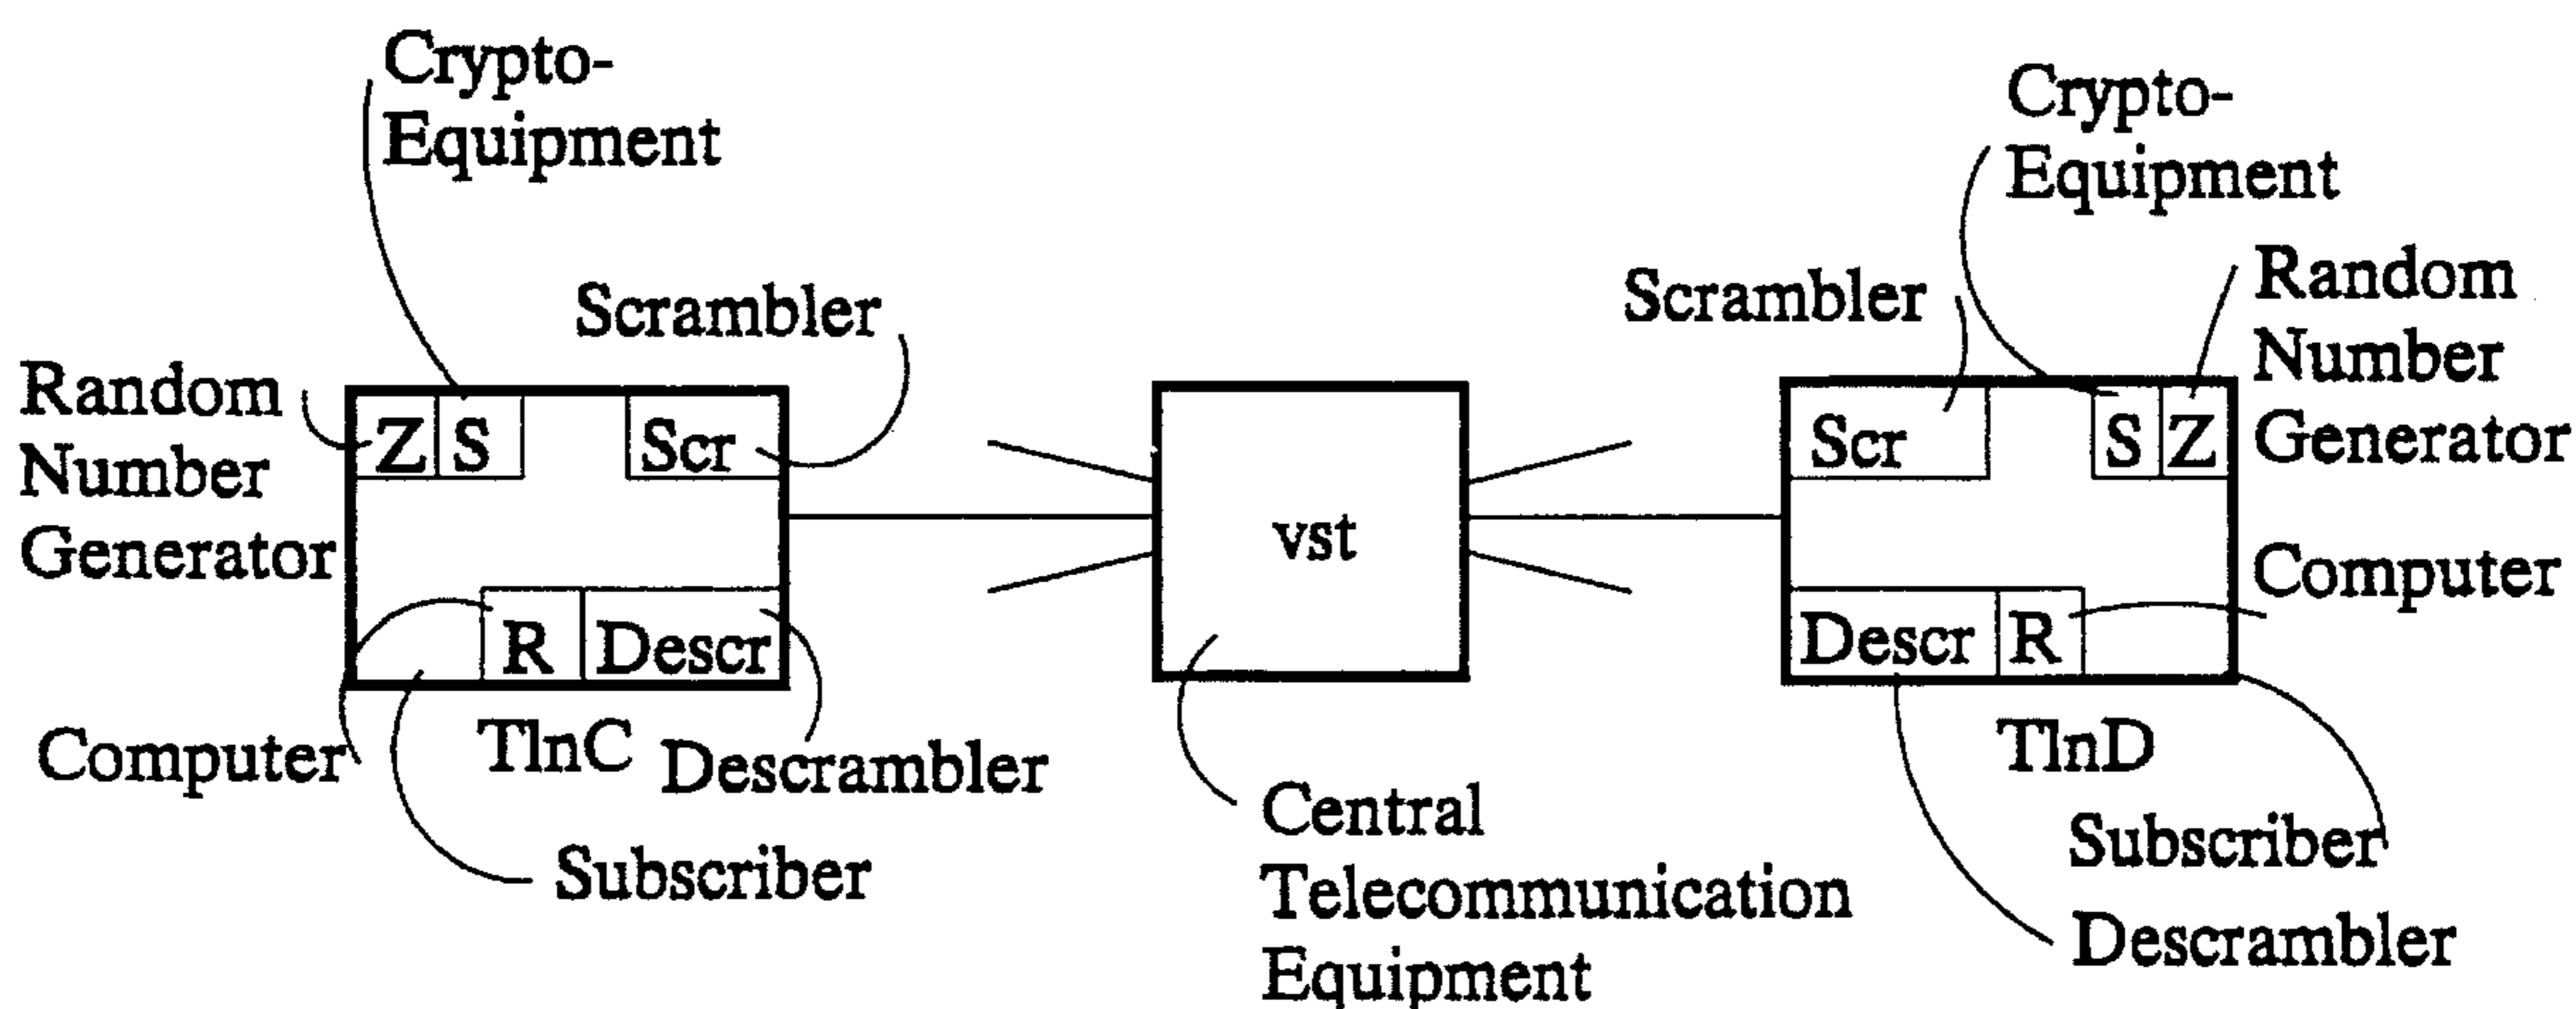 Crypto-
Equipment
Crypto-
Equipment
Scrambler
Scrambler
Random
Number
Generator
Random
Number
Generator
Z
S
Scr
vst
Scr
S
Z
Computer
R
Descr
Descr
R
Computer
TlnC
Descrambler
Subscriber
Central
Telecommunication
Equipment
TlnD
Subscriber
Descrambler